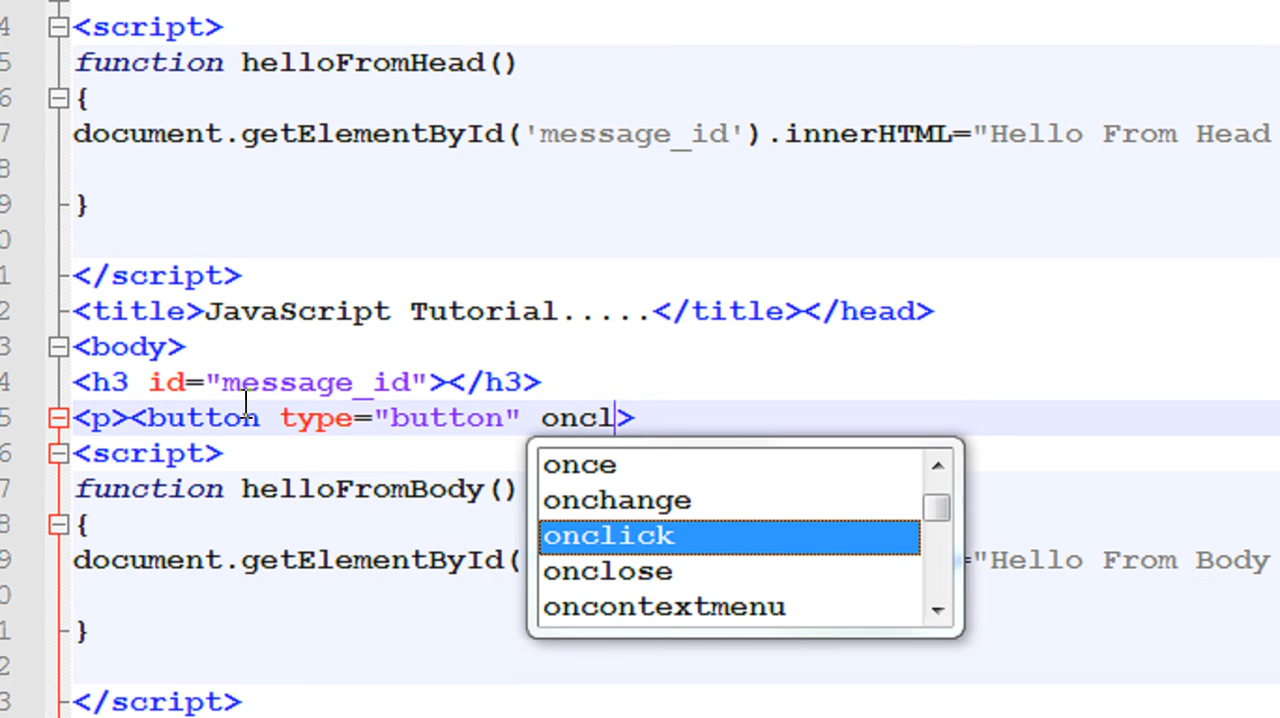 4 <script>
5 function helloFromHead()
6 {
7 document.getElementById('message_id').innerHTML="Hello From Head
8
9 }
0
1 </script>
2 <title>JavaScript Tutorial.....</title></head>
3 <body>
4 <h3 id="message_id"></h3>
5 <p><button type="button" oncl>
once
onchange
onclick
onclose
oncontextmenu
6 <script>
7 function helloFromBody()
8 {
9 document.getElementById( ="Hello From Body
0
1 }
2
3 </script>